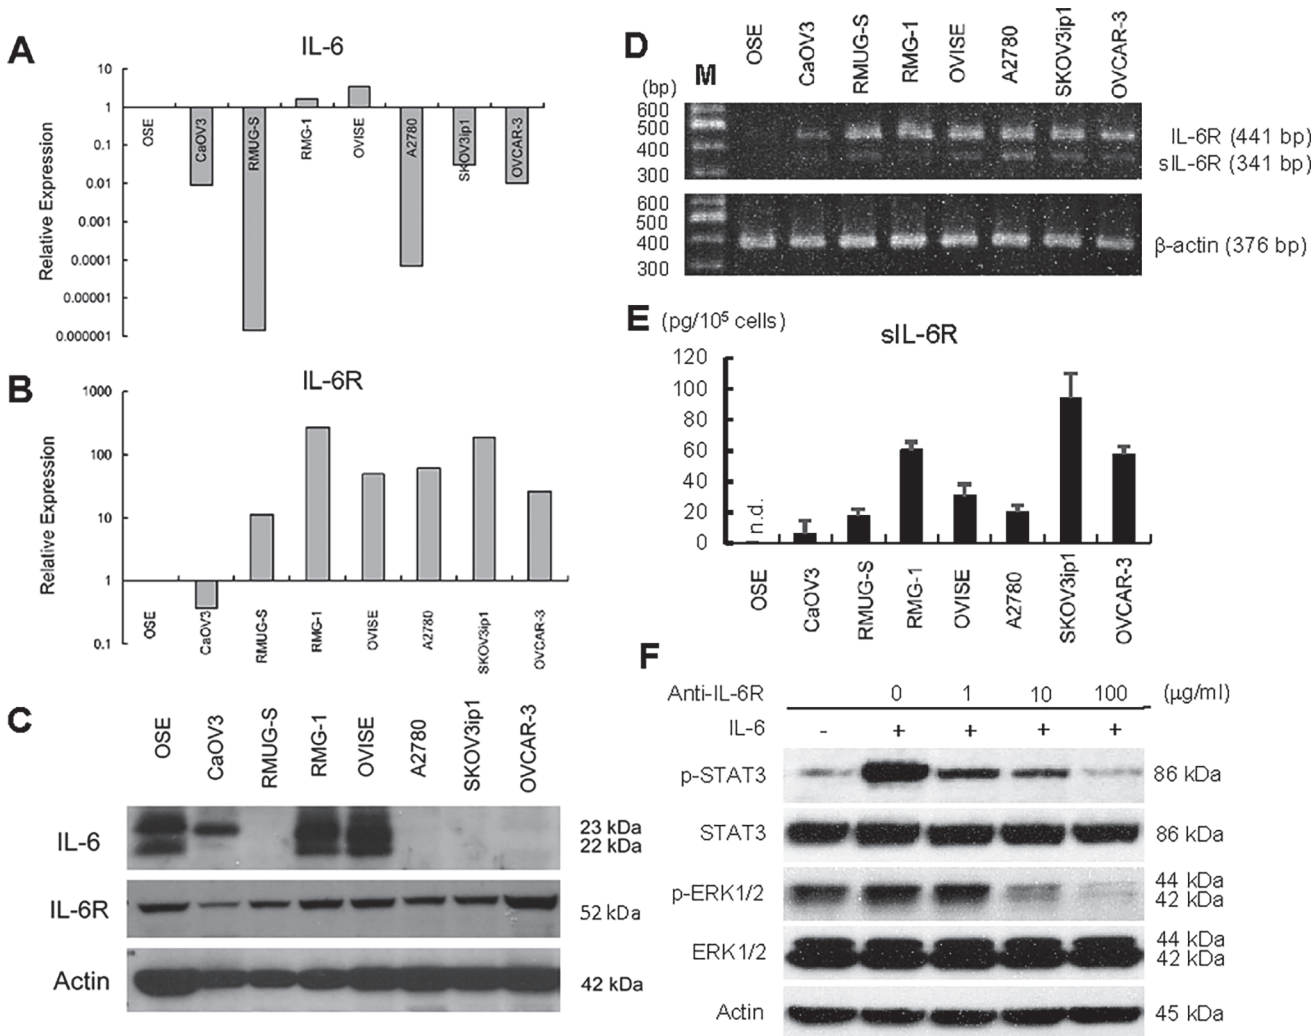 A
IL-6
Relative Expression
10
1
0.1
0.01
0.001
0.0001
0.00001
0.000001
OSE
CaOV3
RMUG-S
RMG-1
OVISE
A2780
SKOV3ip1
OVCAR-3
B
IL-6R
Relative Expression
1000
100
10
1
0.1
OSE
CaOV3
RMUG-S
RMG-1
OVISE
A2780
SKOV3ip1
OVCAR-3
C
OSE
CaOV3
RMUG-S
RMG-1
OVISE
A2780
SKOV3ip1
OVCAR-3
IL-6
23 kDa
22 kDa
IL-6R
52 kDa
Actin
42 kDa
D
M
OSE
CaOV3
RMUG-S
RMG-1
OVISE
A2780
SKOV3ip1
OVCAR-3
(bp)
600
500
400
300
IL-6R (441 bp)
sIL-6R (341 bp)
600
500
400
300
β-actin (376 bp)
E
(pg/10⁵ cells)
sIL-6R
120
100
80
60
40
20
0
n.d.
OSE
CaOV3
RMUG-S
RMG-1
OVISE
A2780
SKOV3ip1
OVCAR-3
F
Anti-IL-6R 0 1 10 100 (μg/ml)
IL-6 - + + + +
p-STAT3 86 kDa
STAT3 86 kDa
p-ERK1/2 44 kDa
42 kDa
ERK1/2 44 kDa
42 kDa
Actin 45 kDa